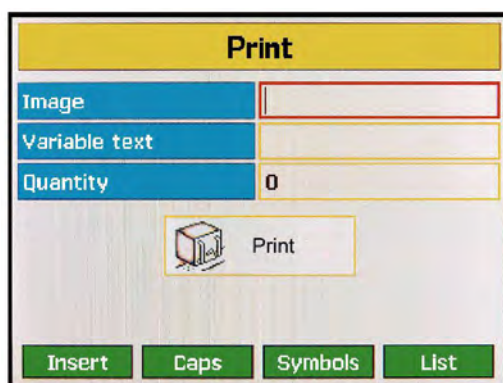 Print
Image
Variable text
Quantity 0
Print
Insert Caps Symbols List